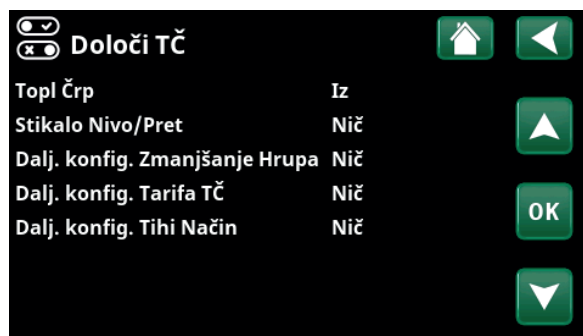 Določi TČ
Topl Črp Iz
Stikalo Nivo/Pret Nič
Dalj. konfig. Zmanjšanje Hrupa Nič
Dalj. konfig. Tarifa TČ Nič
Dalj. konfig. Tihi Način Nič
OK